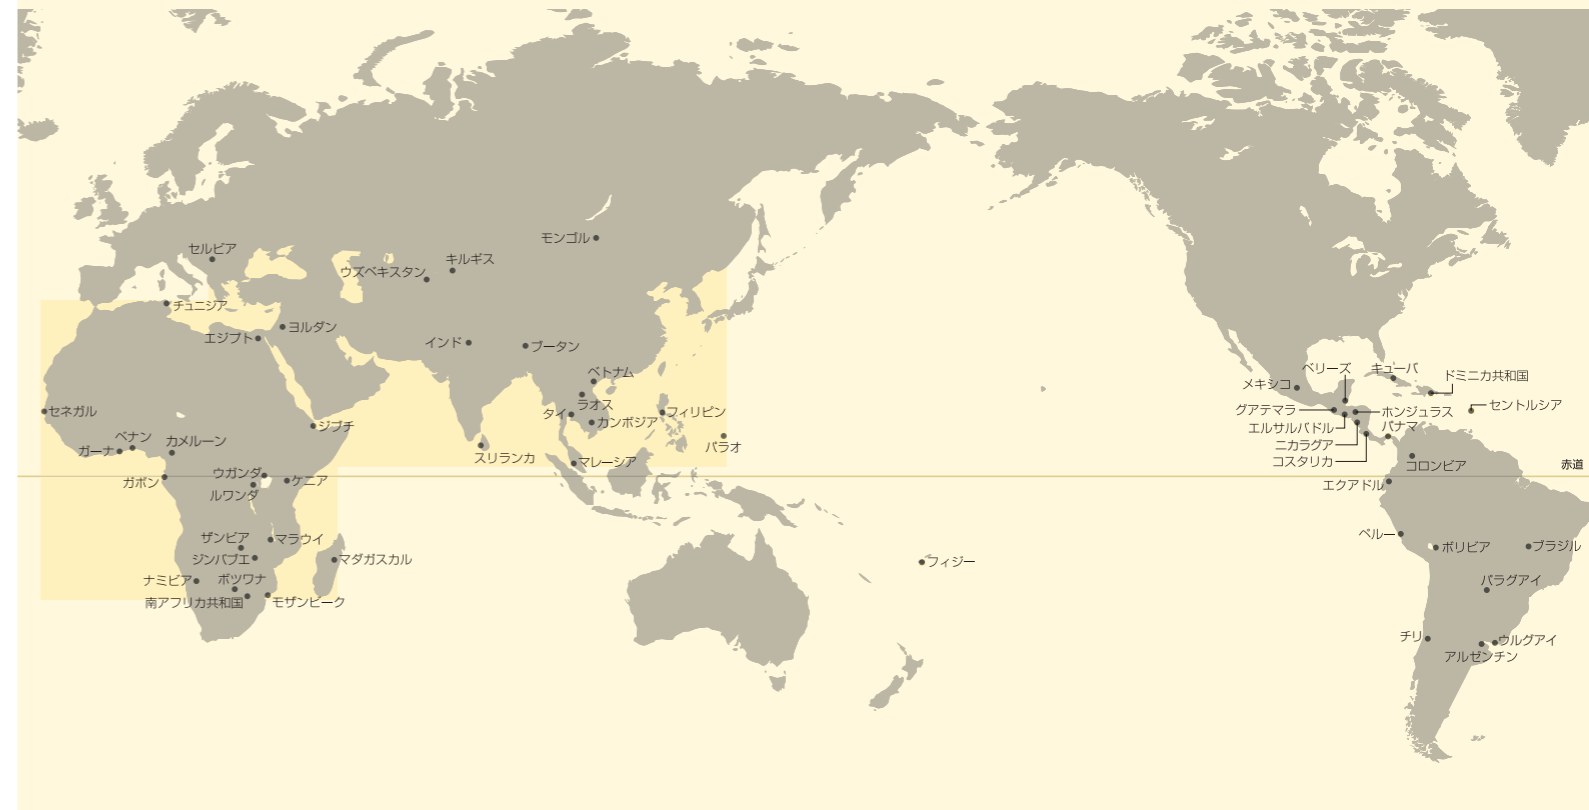 モンゴル
セルビア
キルギス
ウズベキスタン
チュニジア
ヨルダン
エジプト
インド
ブータン
ベトナム
ラオス
タイ
カンボジア
フィリピン
セネガル
ジブチ
ベナン
ガーナ
カメルーン
スリランカ
マレーシア
パラオ
ガボン
ウガンダ
ルワンダ
ケニア
ザンビア
マラウイ
ジンバブエ
マダガスカル
ナミビア
ボツワナ
南アフリカ共和国
モザンビーク
フィジー
ベリーズ
キューバ
ドミニカ共和国
メキシコ
グアテマラ
ホンジュラス
セントルシア
エルサルバドル
パナマ
ニカラグア
コスタリカ
コロンビア
赤道
エクアドル
ペルー
ボリビア
ブラジル
パラグアイ
チリ
ウルグアイ
アルゼンチン